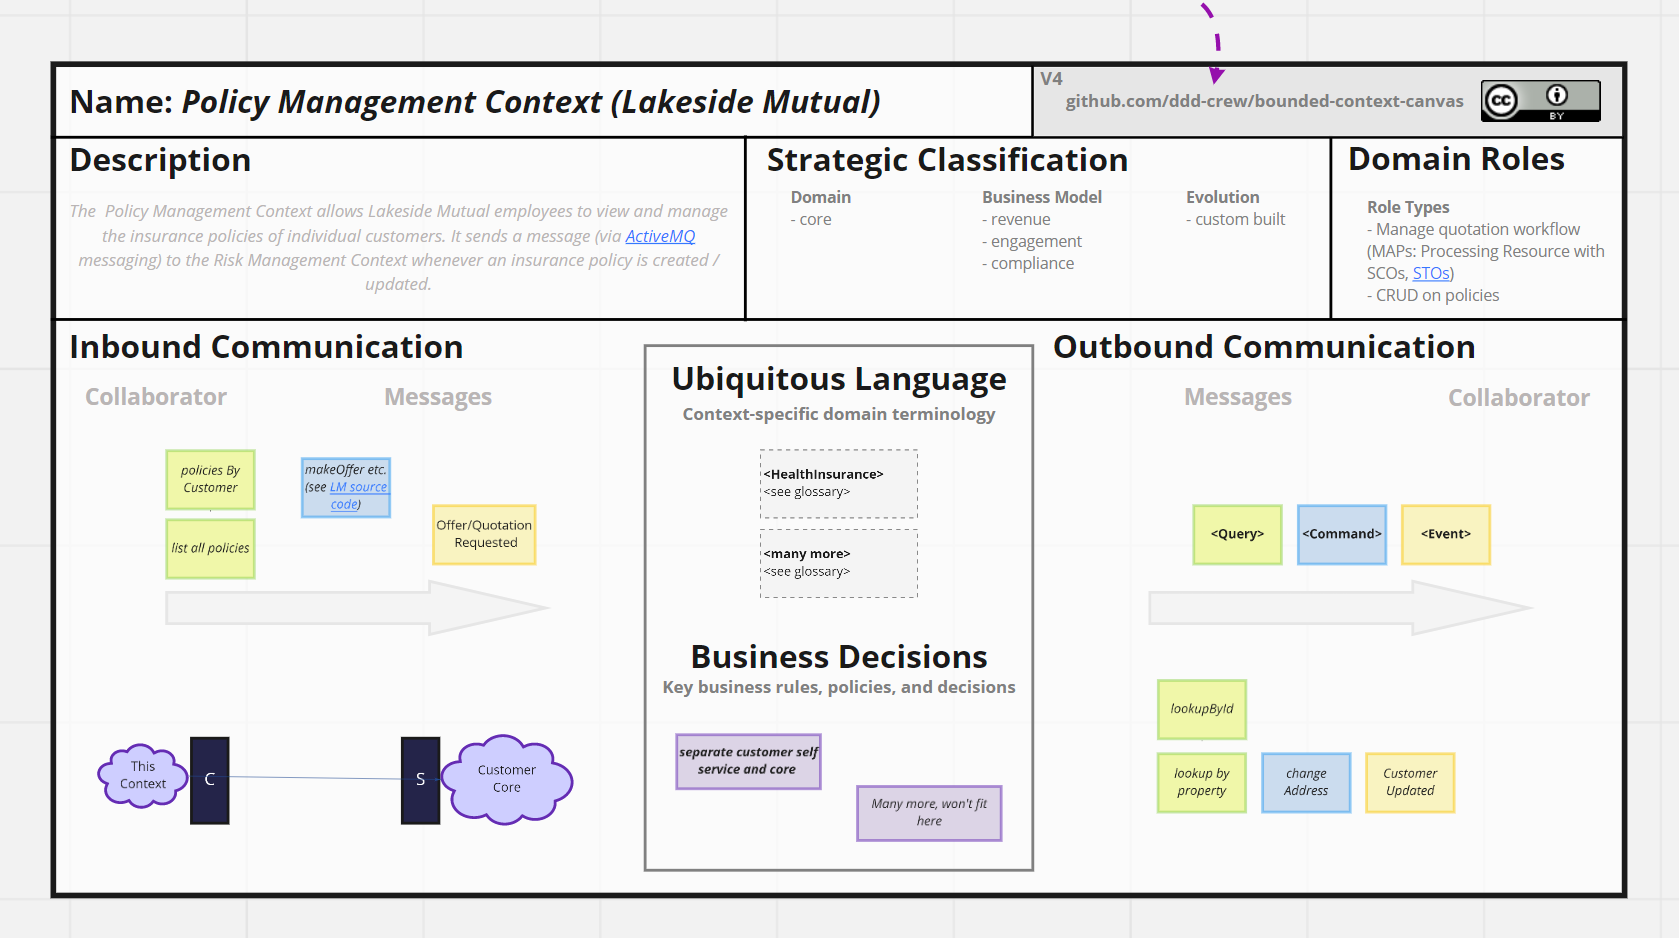 Name: Policy Management Context (Lakeside Mutual)
V4
github.com/ddd-crew/bounded-context-canvas
cc
BY
Description
The  Policy Management Context allows Lakeside Mutual employees to view and manage
the insurance policies of individual customers. It sends a message (via ActiveMQ
messaging) to the Risk Management Context whenever an insurance policy is created /
updated.
Strategic Classification
Domain
- core
Business Model
- revenue
- engagement
- compliance
Evolution
- custom built
Domain Roles
Role Types
- Manage quotation workflow
(MAPs: Processing Resource with
SCOs, STOs)
- CRUD on policies
Inbound Communication
Collaborator
Messages
policies By
Customer
list all policies
makeOffer etc.
(see LM source
code)
Offer/Quotation
Requested
This
Context
C
S
Customer
Core
Ubiquitous Language
Context-specific domain terminology
<HealthInsurance>
<see glossary>
<many more>
<see glossary>
Business Decisions
Key business rules, policies, and decisions
separate customer self
service and core
Many more, won't fit
here
Outbound Communication
Messages
Collaborator
<Query>
<Command>
<Event>
lookupById
lookup by
property
change
Address
Customer
Updated